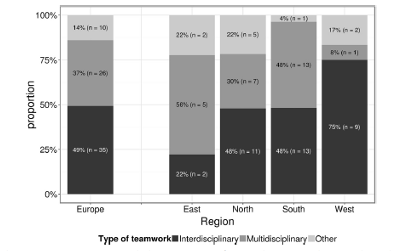 100%
75%
50%
25%
0%
proportion
14% (n = 10)
37% (n = 26)
49% (n = 35)
22% (n = 2)
56% (n = 5)
22% (n = 2)
22% (n = 5)
30% (n = 7)
48% (n = 11)
4% (n = 1)
48% (n = 13)
48% (n = 13)
17% (n = 2)
8% (n = 1)
75% (n = 9)
Europe East North South West
Region
Type of teamwork Interdisciplinary Multidisciplinary Other